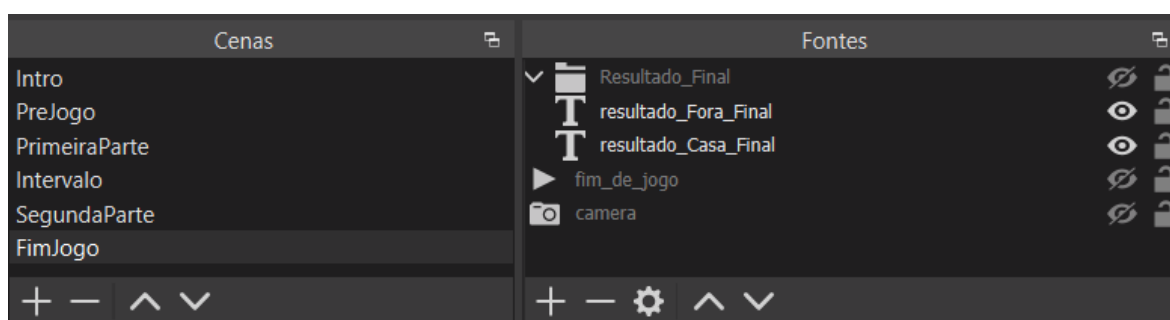 Cenas
Intro
PreJogo
PrimeiraParte
Intervalo
SegundaParte
FimJogo
Fontes
Resultado_Final
resultado_Fora_Final
resultado_Casa_Final
fim_de_jogo
camera